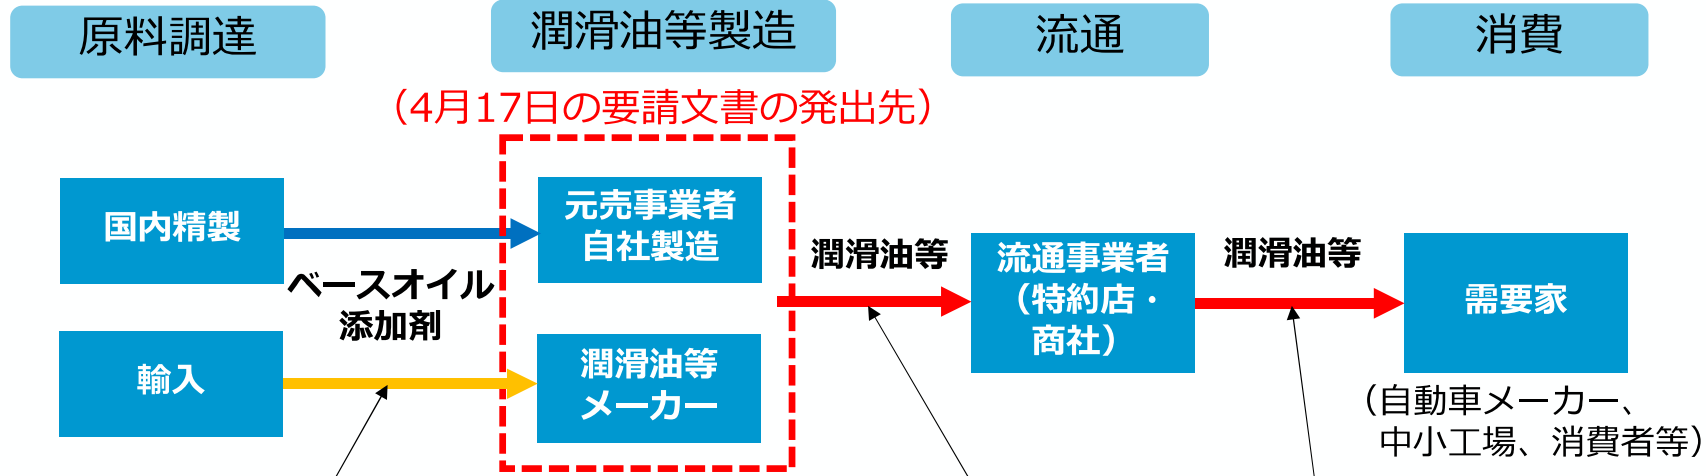 原料調達
潤滑油等製造
流通
消費
（4月17日の要請文書の発出先）
国内精製
元売事業者
自社製造
ベースオイル
添加剤
輸入
潤滑油等
メーカー
潤滑油等
流通事業者
（特約店・
商社）
潤滑油等
需要家
（自動車メーカー、
中小工場、消費者等）